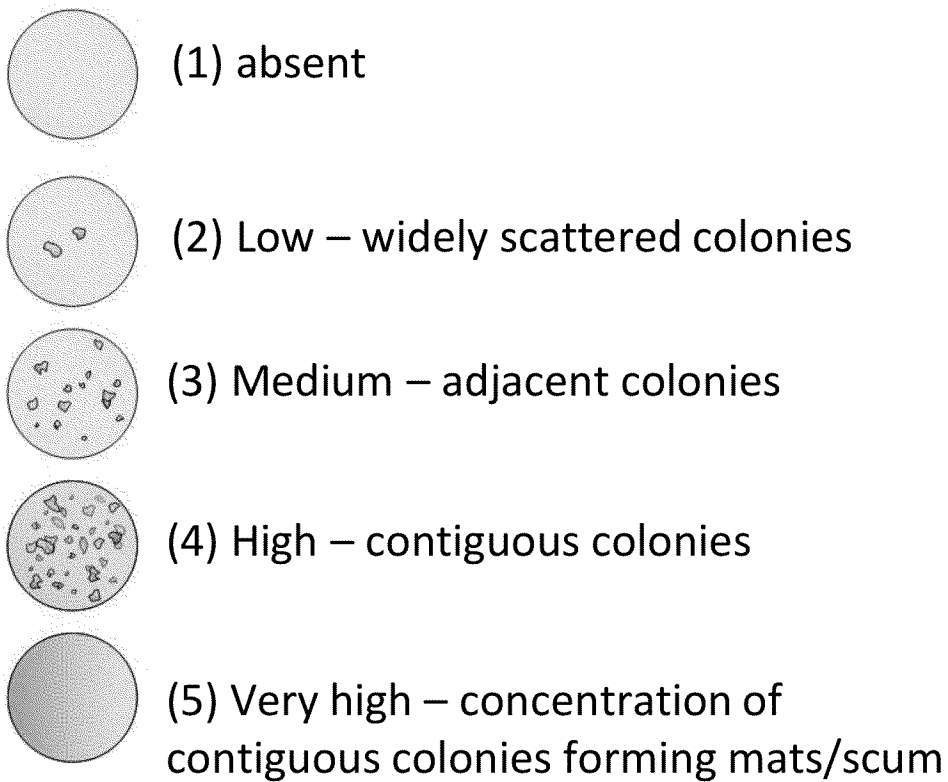 (1) absent
(2) Low – widely scattered colonies
(3) Medium – adjacent colonies
(4) High – contiguous colonies
(5) Very high – concentration of
contiguous colonies forming mats/scum